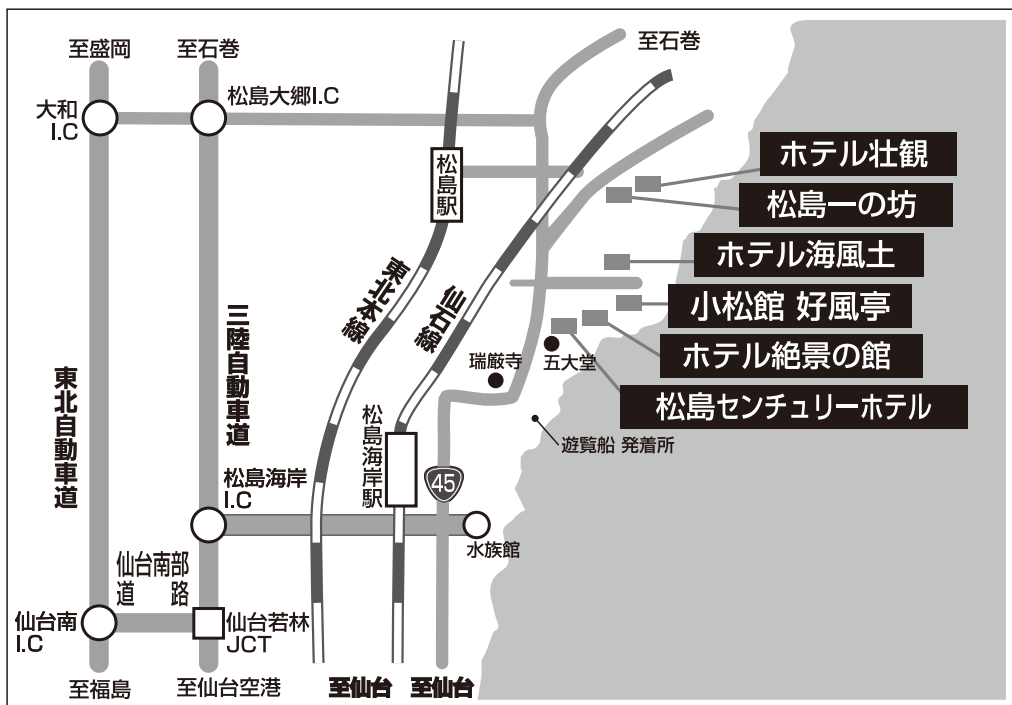 至盛岡
至石巻
至石巻
大和
I.C
松島大郷I.C
松島駅
ホテル壮観
松島一の坊
ホテル海風土
小松館 好風亭
ホテル絶景の館
松島センチュリーホテル
東北本線
仙石線
三陸自動車道
東北自動車道
瑞厳寺
五大堂
遊覧船 発着所
松島海岸駅
45
松島海岸
I.C
水族館
仙台南部
道路
仙台南
I.C
仙台若林
JCT
至福島
至仙台空港
至仙台
至仙台